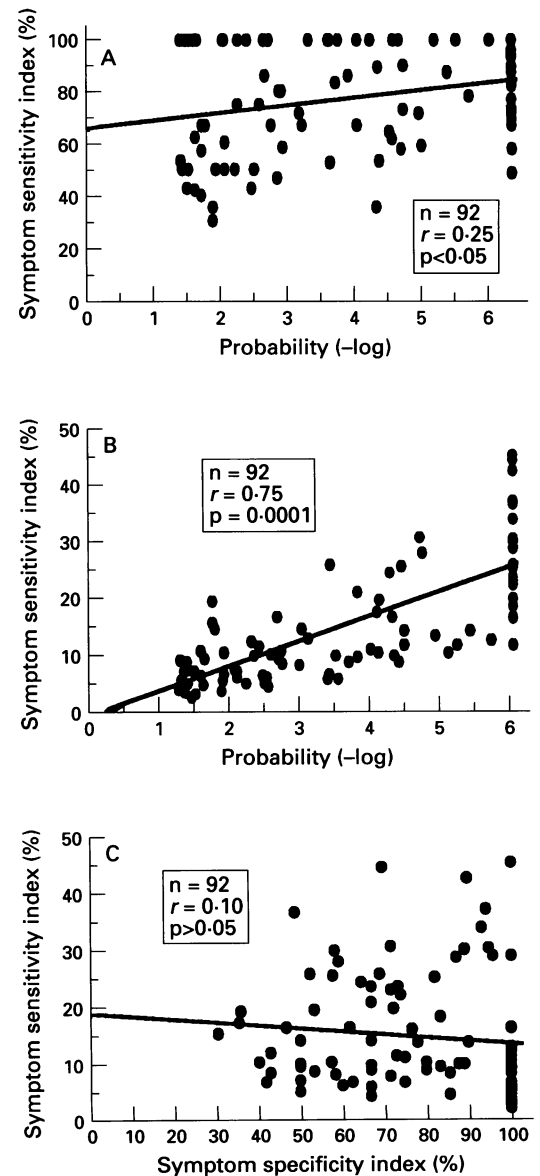 Symptom sensitivity index (%)
100
80
60
40
20
0
A
n = 92
r = 0·25
p<0·05
0 1 2 3 4 5 6
Probability (–log)
Symptom sensitivity index (%)
50
40
30
20
10
0
B
n = 92
r = 0·75
p = 0·0001
0 1 2 3 4 5 6
Probability (–log)
Symptom sensitivity index (%)
50
40
30
20
10
0
C
n = 92
r = 0·10
p>0·05
0 10 20 30 40 50 60 70 80 90 100
Symptom specificity index (%)